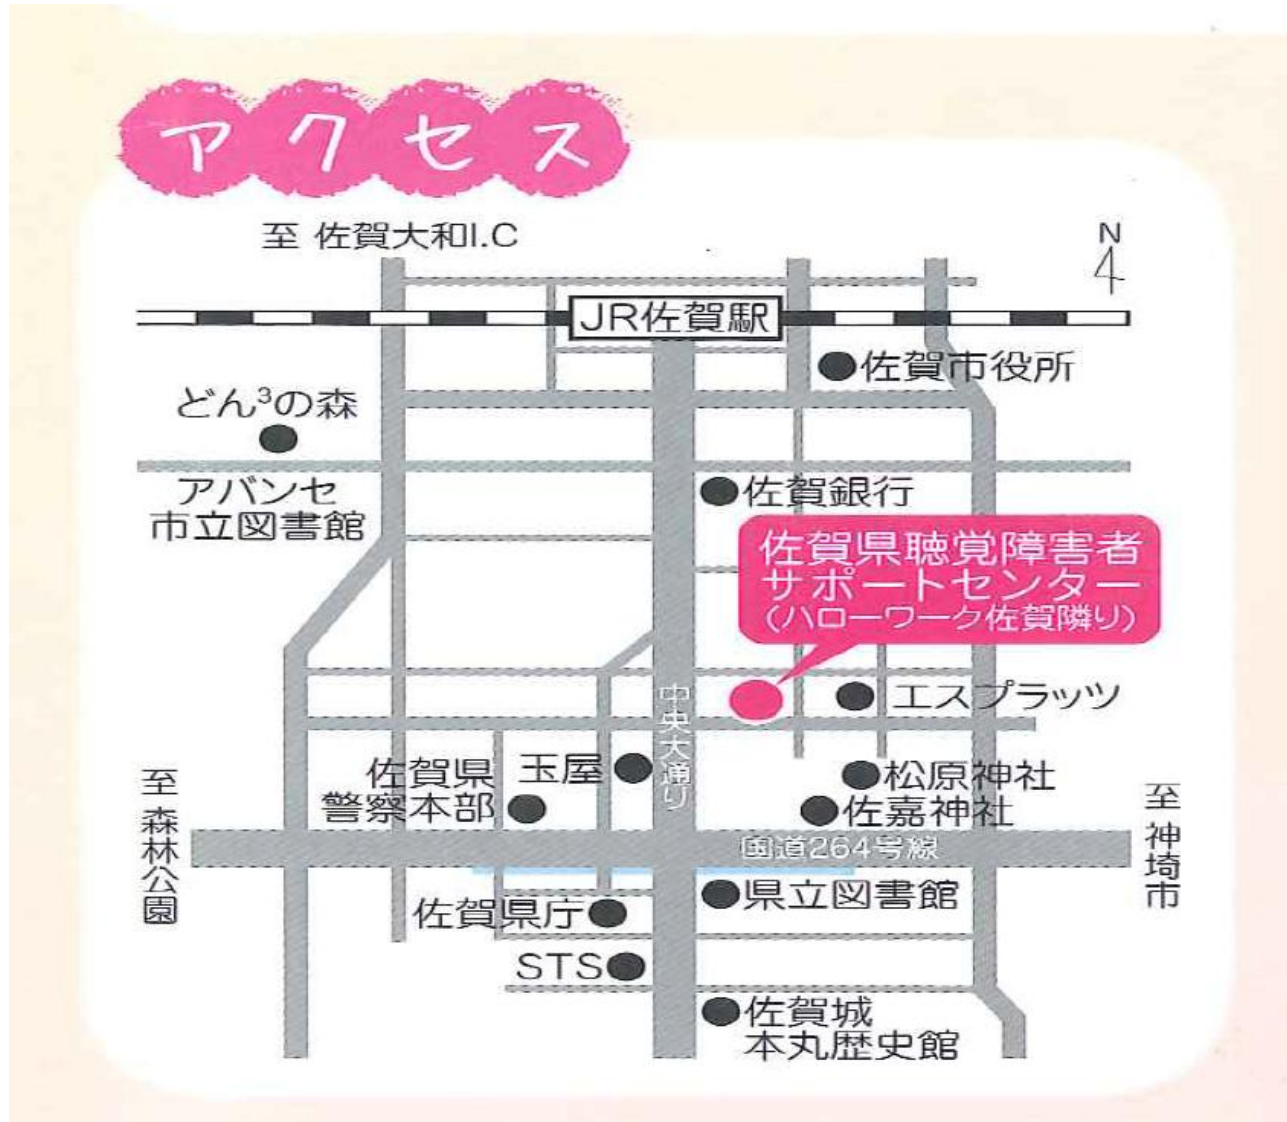 アクセス
至 佐賀大和I.C
N
JR佐賀駅
佐賀市役所
どん³の森
アバンセ
市立図書館
佐賀銀行
佐賀県聴覚障害者
サポートセンター
(ハローワーク佐賀隣り)
エスプラッツ
中央大通り
佐賀県
警察本部
玉屋
松原神社
佐嘉神社
至 森林公園
至 神埼市
国道264号線
県立図書館
佐賀県庁
STS
佐賀城
本丸歴史館